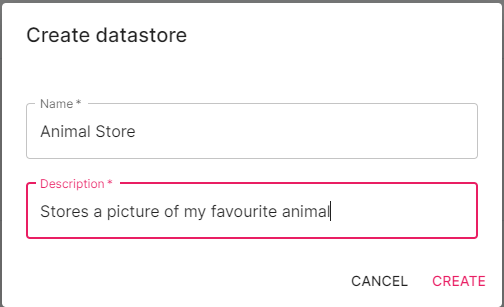 Create datastore
Name *
Animal Store
Description *
Stores a picture of my favourite animal
CANCEL CREATE